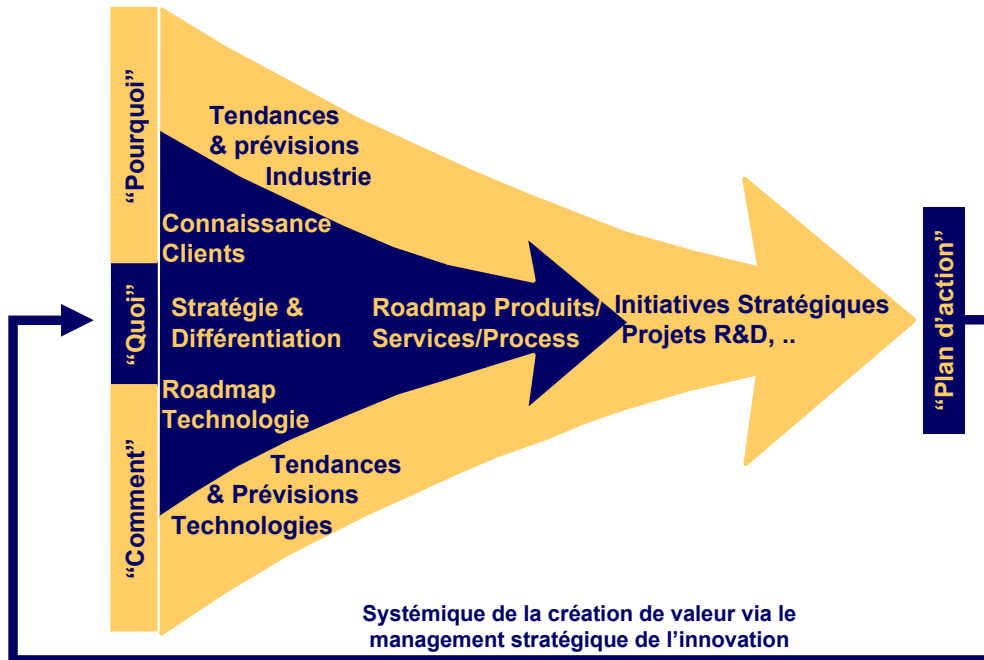 “Pourquoi”
“Quoi”
“Comment”
Tendances
& prévisions
Industrie
Connaissance
Clients
Stratégie &
Différentiation
Roadmap Produits/
Services/Process
Roadmap
Technologie
Tendances
& Prévisions
Technologies
Initiatives Stratégiques
Projets R&D, ..
“Plan d’action”
Systémique de la création de valeur via le
management stratégique de l’innovation